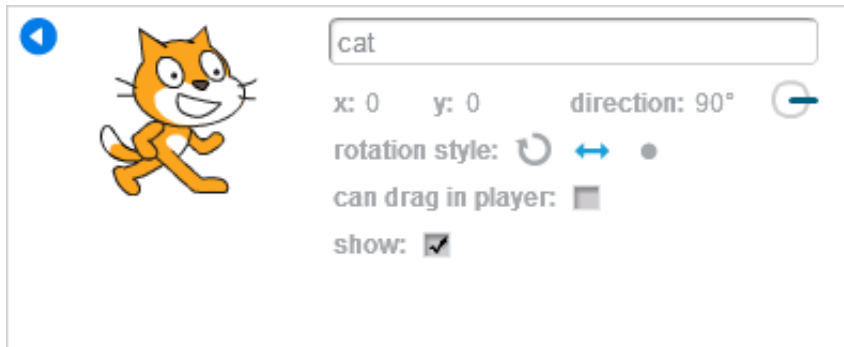 cat
x: 0 y: 0 direction: 90°
rotation style:
can drag in player:
show: